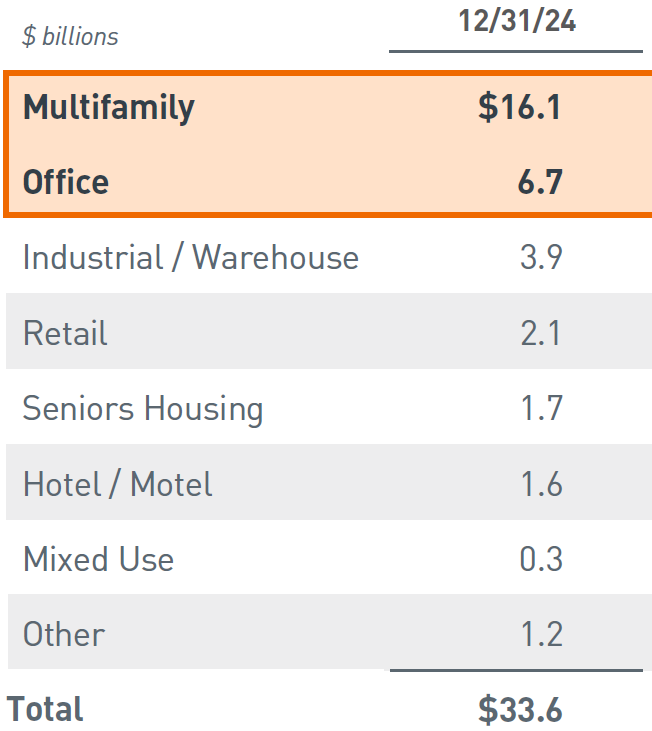 $ billions 12/31/24
Multifamily $16.1
Office 6.7
Industrial / Warehouse 3.9
Retail 2.1
Seniors Housing 1.7
Hotel / Motel 1.6
Mixed Use 0.3
Other 1.2
Total $33.6